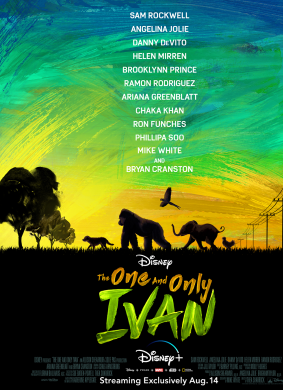 SAM ROCKWELL
ANGELINA JOLIE
DANNY DeVITO
HELEN MIRREN
BROOKLYNN PRINCE
RAMON RODRIGUEZ
ARIANA GREENBLATT
CHAKA KHAN
RON FUNCHES
PHILLIPA SOO
MIKE WHITE
AND
BRYAN CRANSTON
Disney
The One And Only
IVAN
Disney+
Streaming Exclusively Aug. 14